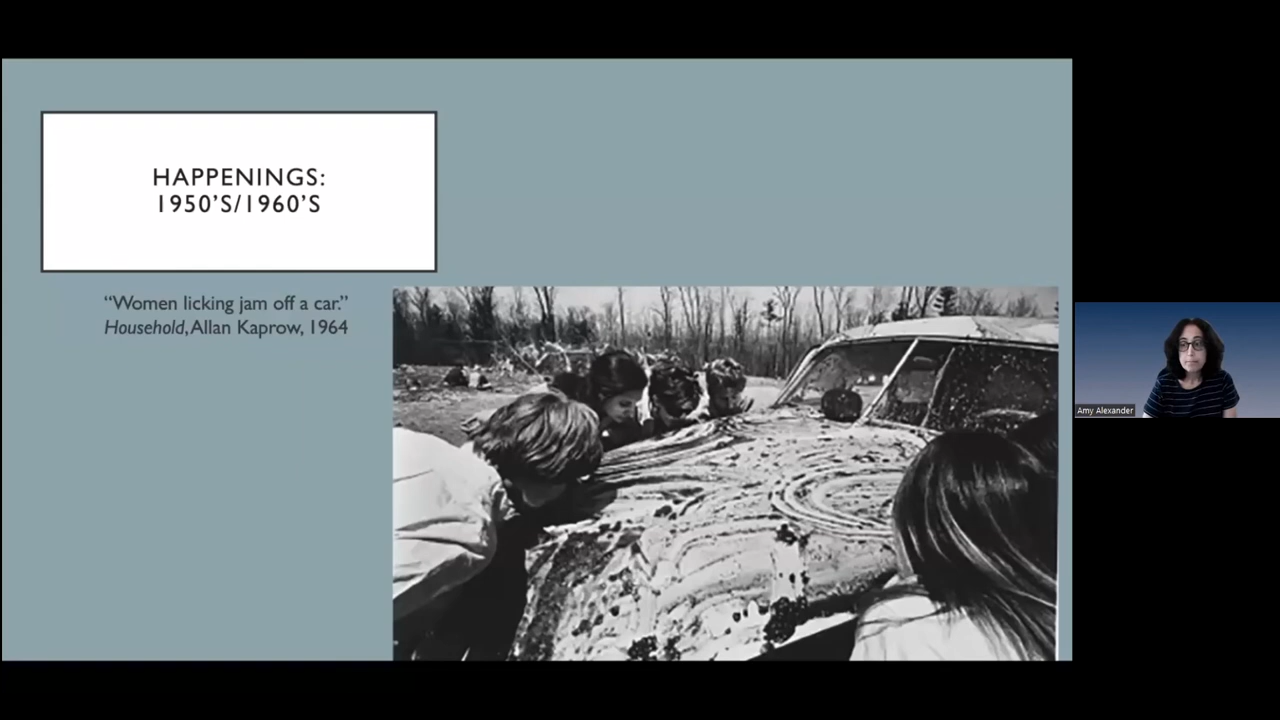 HAPPENINGS:
1950'S/1960'S
“Women licking jam off a car.”
Household, Allan Kaprow, 1964
Amy Alexander